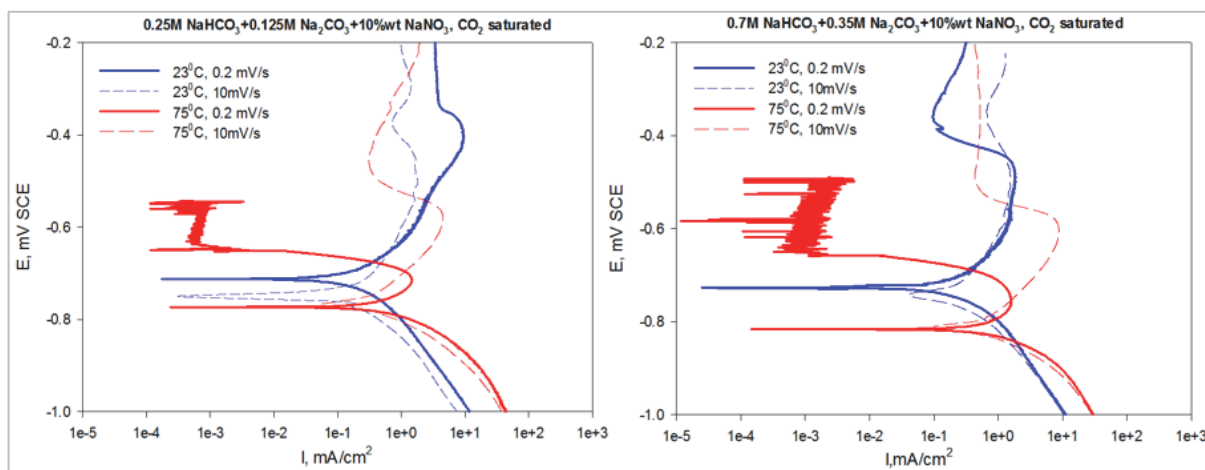 0.25M NaHCO₃+0.125M Na₂CO₃+10%wt NaNO₃, CO₂ saturated
-0.2
-0.4
-0.6
-0.8
-1.0
E, mV SCE
23⁰C, 0.2 mV/s
23⁰C, 10mV/s
75⁰C, 0.2 mV/s
75⁰C, 10mV/s
1e-5 1e-4 1e-3 1e-2 1e-1 1e+0 1e+1 1e+2 1e+3
I, mA/cm²
0.7M NaHCO₃+0.35M Na₂CO₃+10%wt NaNO₃, CO₂ saturated
-0.2
-0.4
-0.6
-0.8
-1.0
E, mV SCE
23⁰C, 0.2 mV/s
23⁰C, 10mV/s
75⁰C, 0.2 mV/s
75⁰C, 10mV/s
1e-5 1e-4 1e-3 1e-2 1e-1 1e+0 1e+1 1e+2 1e+3
I,mA/cm²